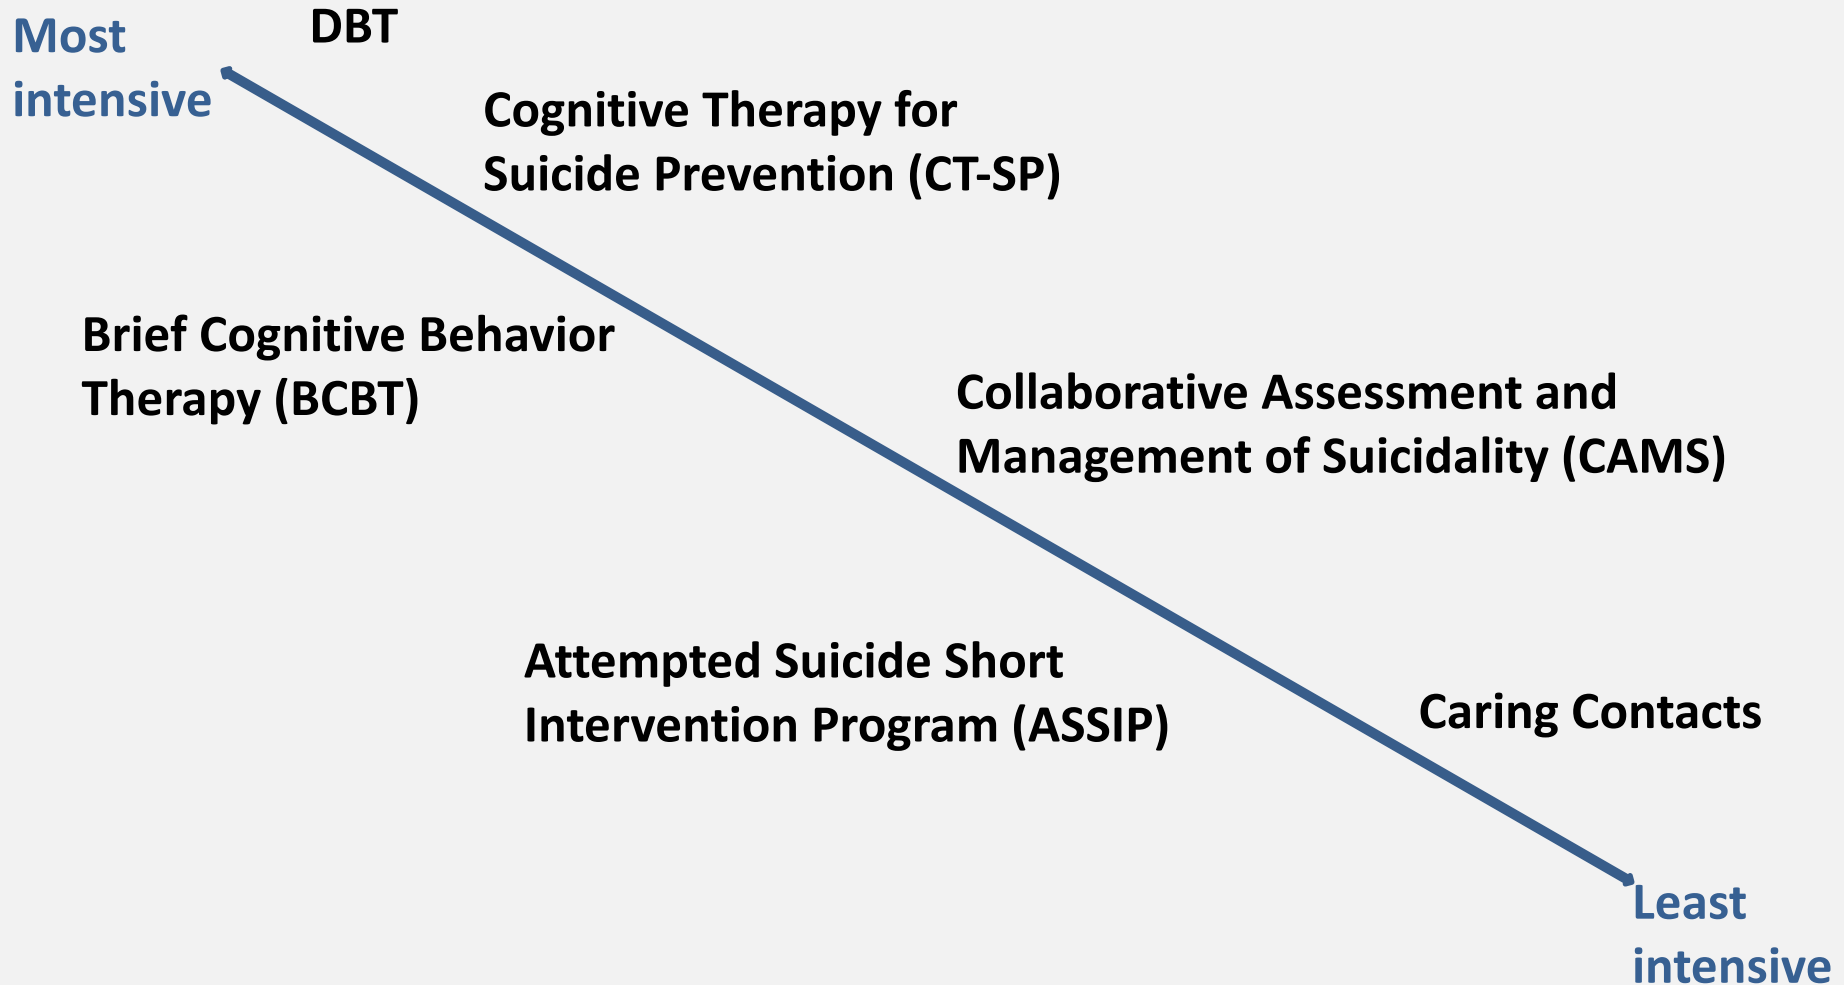 Most
intensive
DBT
Cognitive Therapy for
Suicide Prevention (CT-SP)
Brief Cognitive Behavior
Therapy (BCBT)
Collaborative Assessment and
Management of Suicidality (CAMS)
Attempted Suicide Short
Intervention Program (ASSIP)
Caring Contacts
Least
intensive